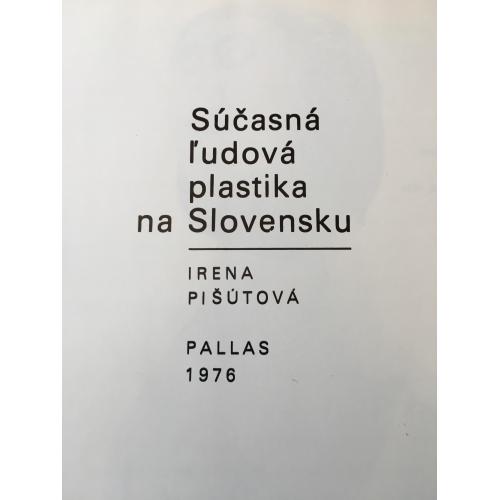 Súčasná
ľudová
plastika
na Slovensku
IRENA
PIŠÚTOVÁ
PALLAS
1976